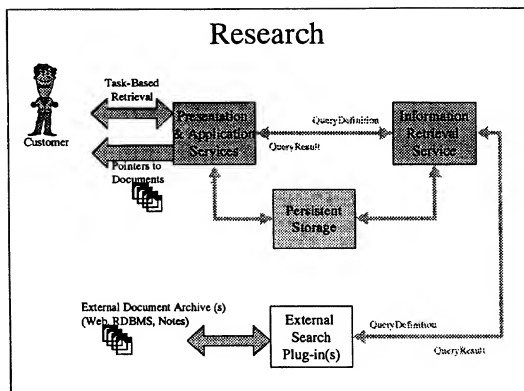 Research
Task-Based
Retrieval
Customer
Presentation
& Application
Services
QueryDefinition
QueryResult
Information
Retrieval
Service
Pointers to
Documents
Persistent
Storage
External Document Archive (s)
(Web, RDBMS, Notes)
External
Search
Plug-in(s)
QueryDefinition
QueryResult